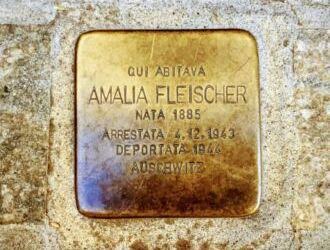 QUI ABITAVA
AMALIA FLEISCHER
NATA 1885
ARRESTATA 4.12.1943
DEPORTATA 1944
AUSCHWITZ